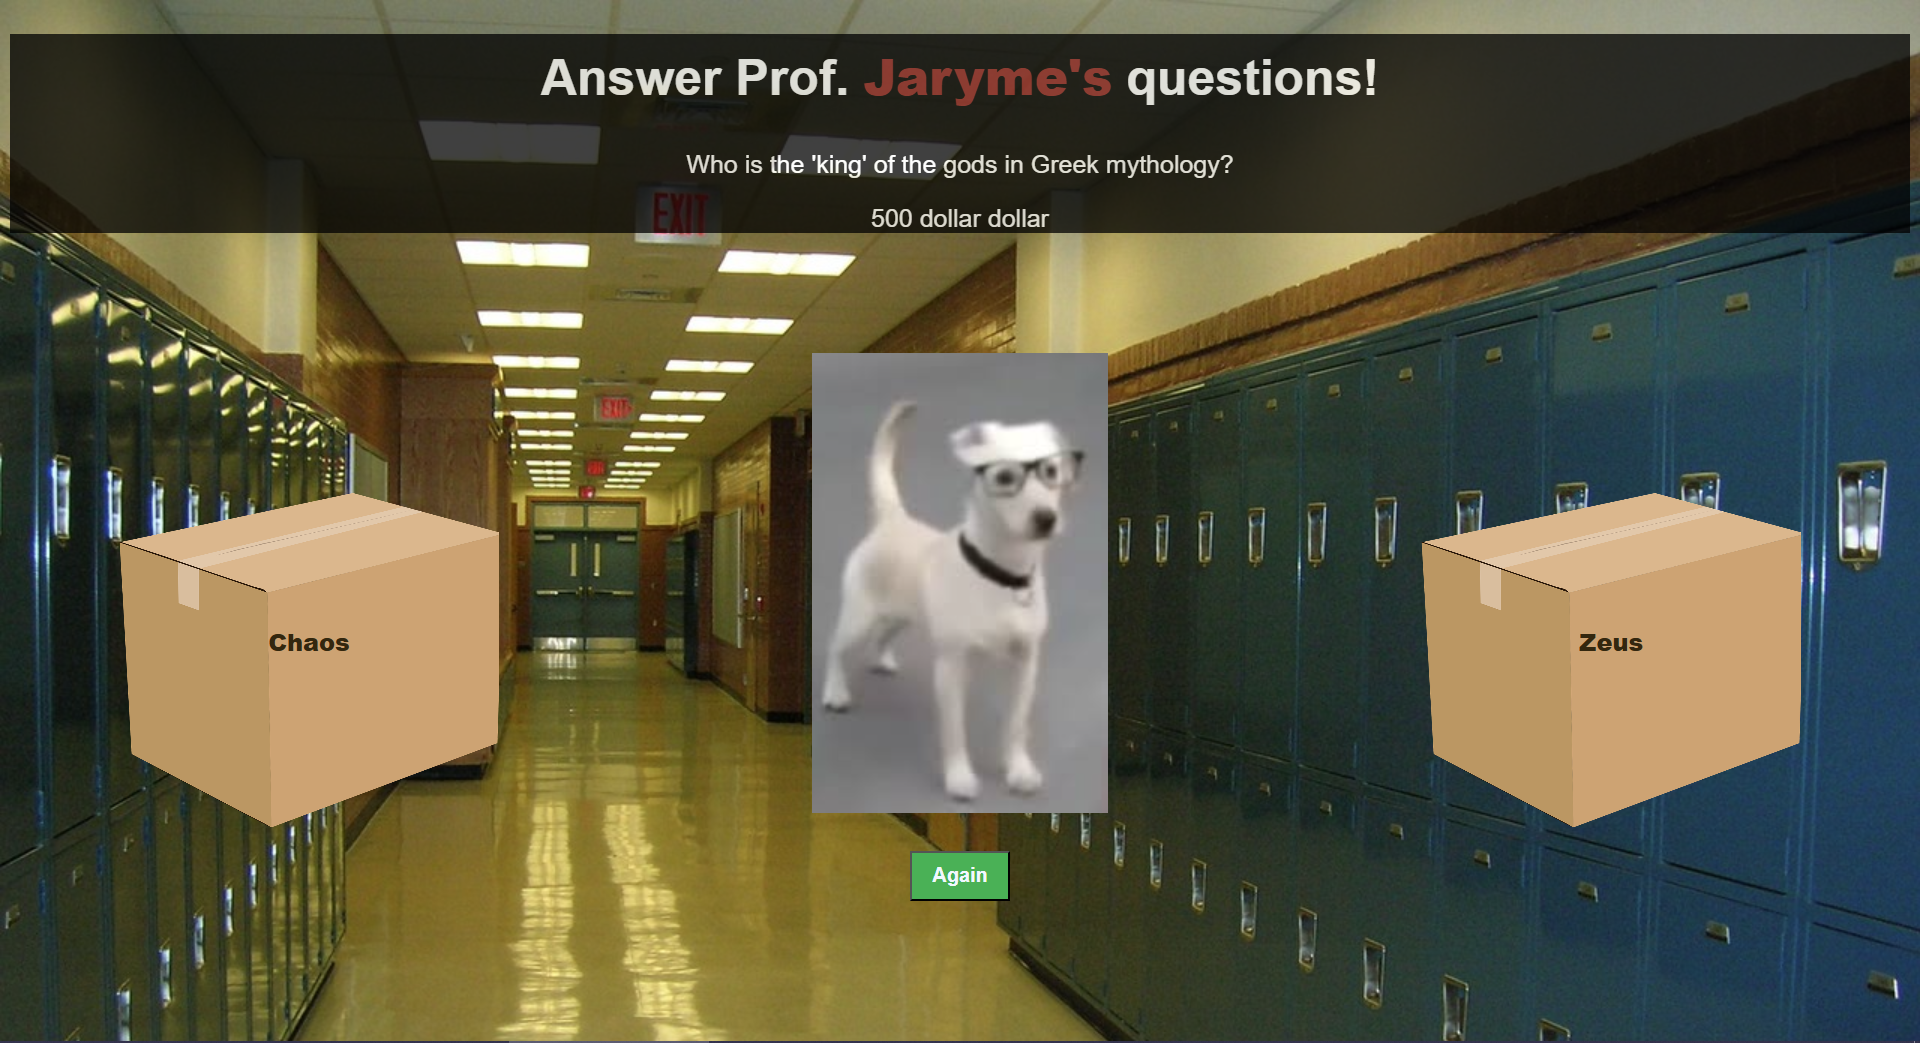 Answer Prof. Jaryme's questions!
Who is the 'king' of the gods in Greek mythology?
500 dollar dollar
EXIT
EXIT
Chaos
Zeus
Again